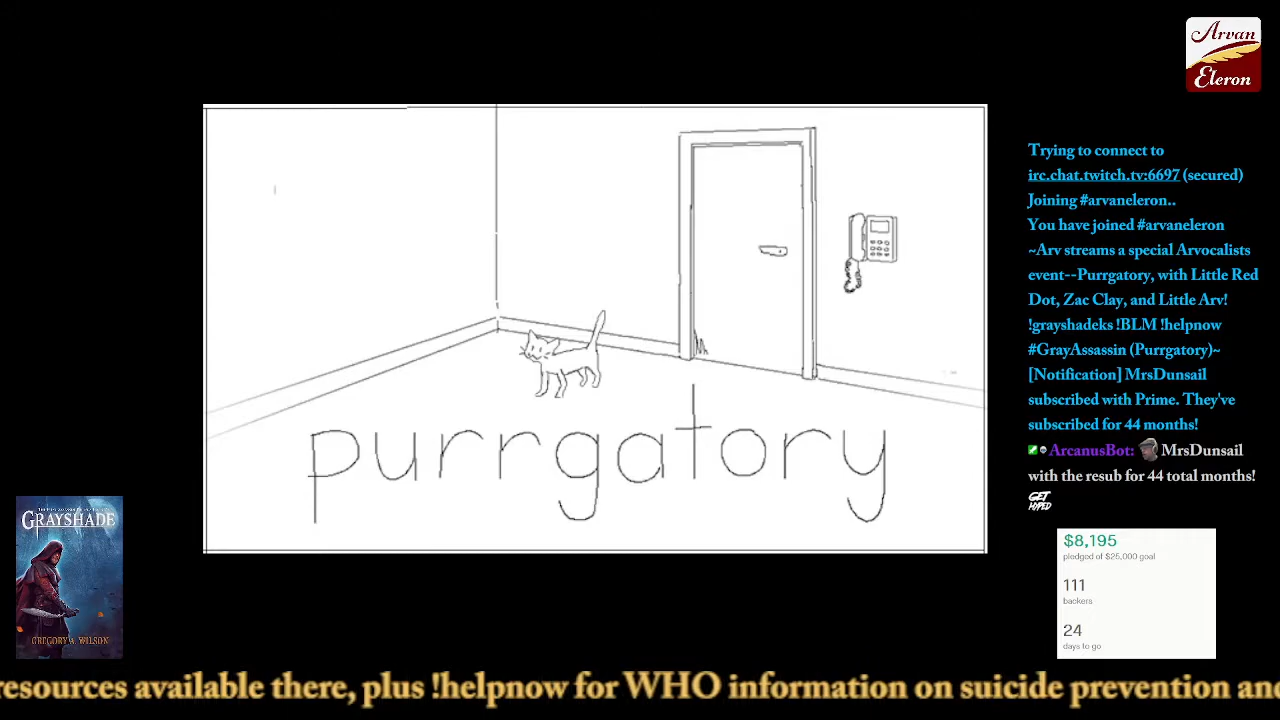 Arvan
Eleron
Trying to connect to
irc.chat.twitch.tv:6697 (secured)
Joining #arvaneleron..
You have joined #arvaneleron
~Arv streams a special Arvocalists
event--Purrgatory, with Little Red
Dot, Zac Clay, and Little Arv!
!grayshadeks !BLM !helpnow
#GrayAssassin (Purrgatory)~
[Notification] MrsDunsail
subscribed with Prime. They've
subscribed for 44 months!
ArcanusBot: MrsDunsail
with the resub for 44 total months!
GET
HYPED
purrgatory
GRAYSHADE
GREGORY A. WILSON
$8,195
pledged of $25,000 goal
111
backers
24
days to go
resources available there, plus !helpnow for WHO information on suicide prevention and